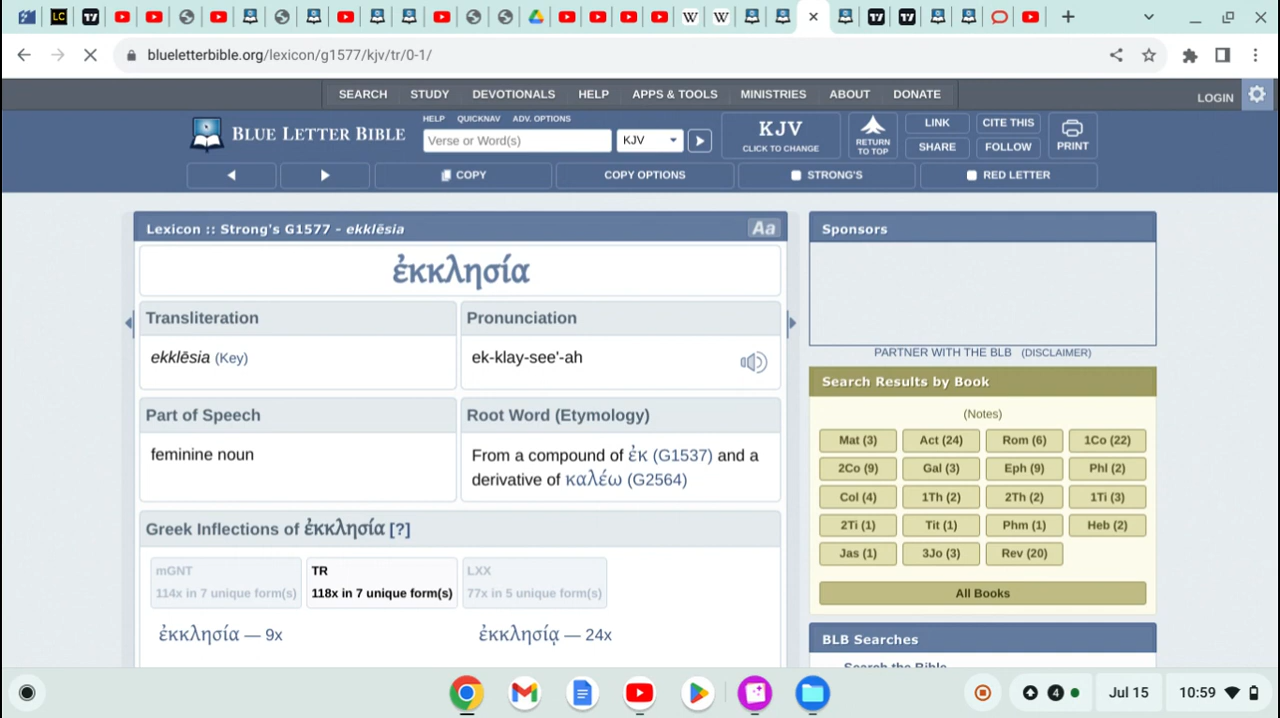 blueletterbible.org/lexicon/g1577/kjv/tr/0-1/
SEARCH STUDY DEVOTIONALS HELP APPS & TOOLS MINISTRIES ABOUT DONATE LOGIN
BLUE LETTER BIBLE
HELP QUICKNAV ADV. OPTIONS
Verse or Word(s) KJV
KJV
CLICK TO CHANGE
RETURN
TO TOP
LINK CITE THIS
SHARE FOLLOW
PRINT
COPY COPY OPTIONS STRONG'S RED LETTER
Lexicon :: Strong's G1577 - ekklēsia Aa
ἐκκλησία
Transliteration
ekklēsia (Key)
Pronunciation
ek-klay-see'-ah
Part of Speech
feminine noun
Root Word (Etymology)
From a compound of ἐκ (G1537) and a
derivative of καλέω (G2564)
Greek Inflections of ἐκκλησία [?]
mGNT
114x in 7 unique form(s)
TR
118x in 7 unique form(s)
LXX
77x in 5 unique form(s)
ἐκκλησία — 9x
ἐκκλησίᾳ — 24x
Sponsors
PARTNER WITH THE BLB (DISCLAIMER)
Search Results by Book
(Notes)
Mat (3) Act (24) Rom (6) 1Co (22)
2Co (9) Gal (3) Eph (9) Phl (2)
Col (4) 1Th (2) 2Th (2) 1Ti (3)
2Ti (1) Tit (1) Phm (1) Heb (2)
Jas (1) 3Jo (3) Rev (20)
All Books
BLB Searches
Search the Bible
4 Jul 15 10:59